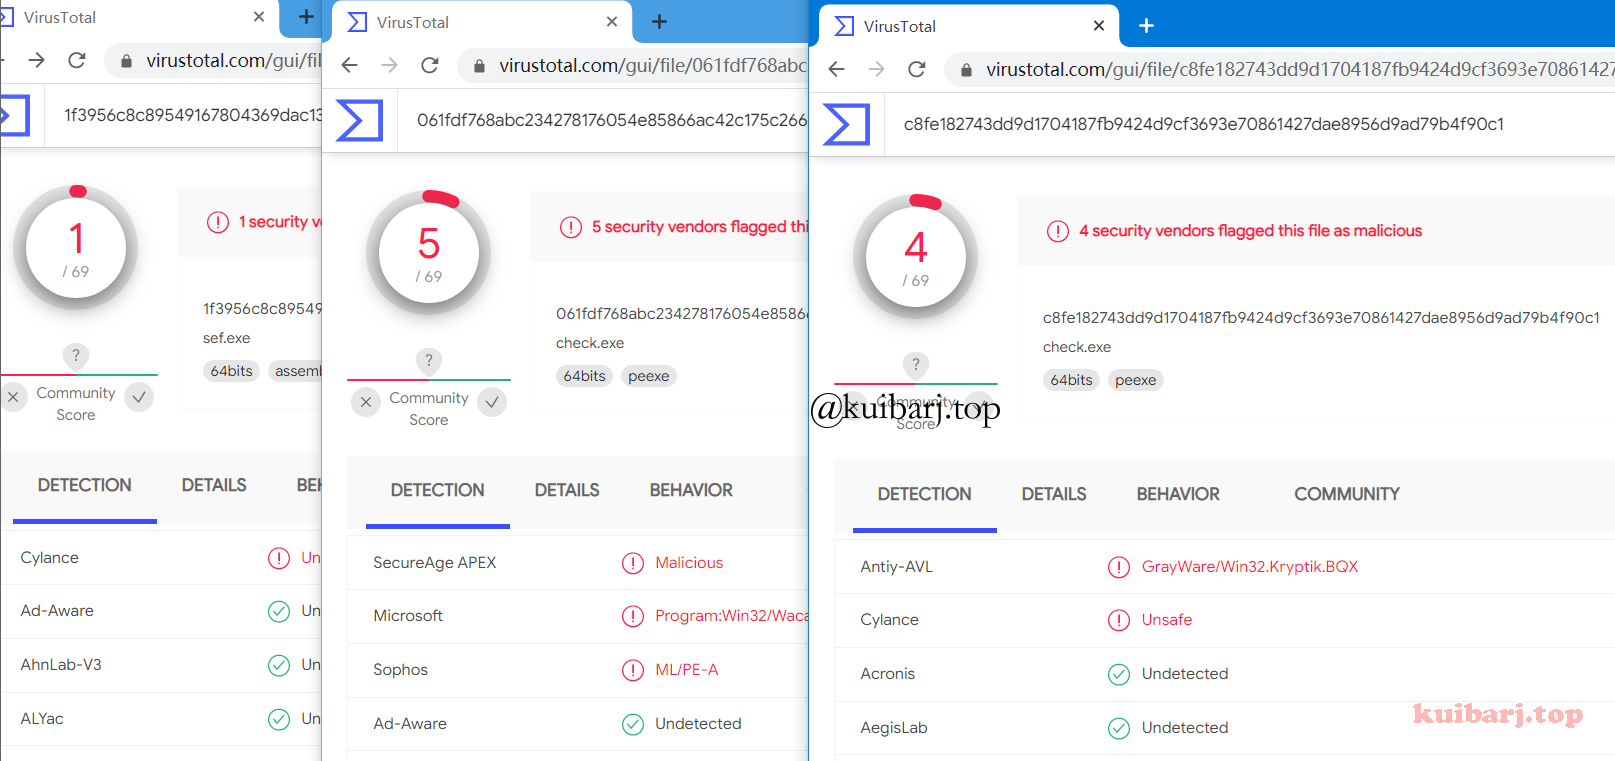 VirusTotal
virustotal.com/gui/fil
1f3956c8c89549167804369dac13
1
/ 69
1 security v
1f3956c8c89549
sef.exe
64bits assem
?
Community
Score
DETECTION DETAILS BEH
Cylance Un
Ad-Aware Un
AhnLab-V3 Un
ALYac Un
VirusTotal
virustotal.com/gui/file/061fdf768abc
061fdf768abc234278176054e85866ac42c175c266
5
/ 69
5 security vendors flagged thi
061fdf768abc234278176054e8586
check.exe
64bits peexe
?
Community
Score
DETECTION DETAILS BEHAVIOR
SecureAge APEX Malicious
Microsoft Program:Win32/Waca
Sophos ML/PE-A
Ad-Aware Undetected
VirusTotal
virustotal.com/gui/file/c8fe182743dd9d1704187fb9424d9cf3693e70861427
c8fe182743dd9d1704187fb9424d9cf3693e70861427dae8956d9ad79b4f90c1
4
/ 69
4 security vendors flagged this file as malicious
c8fe182743dd9d1704187fb9424d9cf3693e70861427dae8956d9ad79b4f90c1
check.exe
64bits peexe
?
Community
@kuibarj.top
Score
DETECTION DETAILS BEHAVIOR COMMUNITY
Antiy-AVL GrayWare/Win32.Kryptik.BQX
Cylance Unsafe
Acronis Undetected
AegisLab Undetected
kuibarj.top